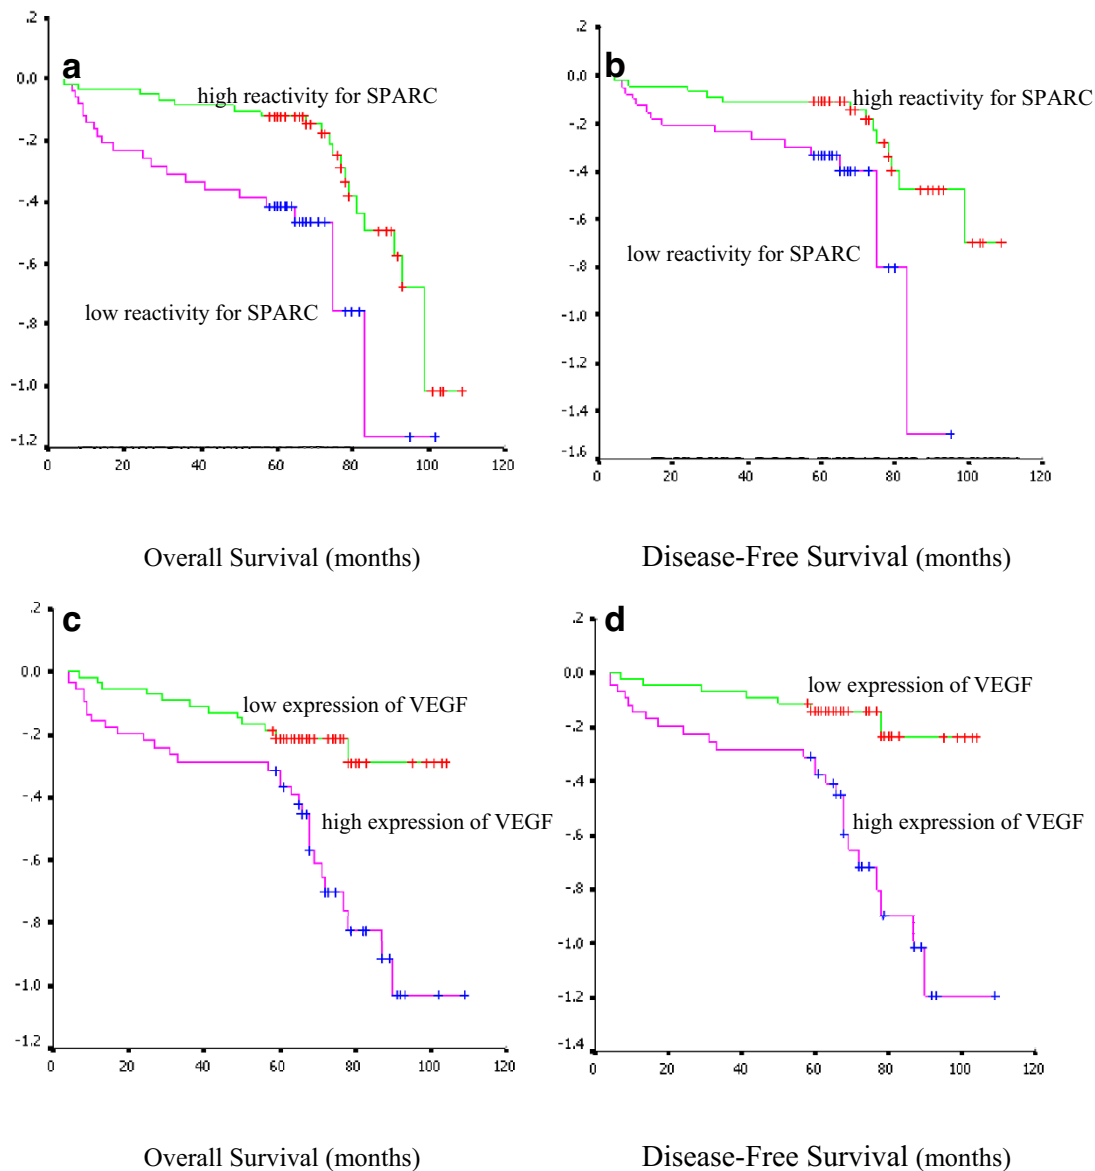 .2
0.0
-.2
-.4
-.6
-.8
-1.0
-1.2
0 20 40 60 80 100 120
a
high reactivity for SPARC
low reactivity for SPARC
Overall Survival (months)
.2
0.0
-.2
-.4
-.6
-.8
-1.0
-1.2
-1.4
-1.6
0 20 40 60 80 100 120
b
high reactivity for SPARC
low reactivity for SPARC
Disease-Free Survival (months)
.2
0.0
-.2
-.4
-.6
-.8
-1.0
-1.2
0 20 40 60 80 100 120
c
low expression of VEGF
high expression of VEGF
Overall Survival (months)
.2
0.0
-.2
-.4
-.6
-.8
-1.0
-1.2
-1.4
0 20 40 60 80 100 120
d
low expression of VEGF
high expression of VEGF
Disease-Free Survival (months)